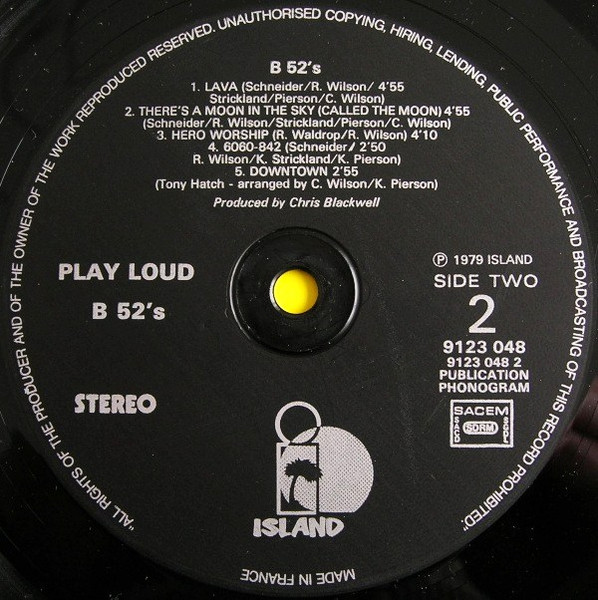 "ALL RIGHTS OF THE PRODUCER AND OF THE OWNER OF THE WORK REPRODUCED RESERVED. UNAUTHORISED COPYING, HIRING, LENDING, PUBLIC PERFORMANCE AND BROADCASTING OF THIS RECORD PROHIBITED."
B 52's
1. LAVA (Schneider/R. Wilson/ 4'55
Strickland/Pierson/C. Wilson)
2. THERE'S A MOON IN THE SKY (CALLED THE MOON) 4'55
(Schneider/R. Wilson/Strickland/Pierson/C. Wilson)
3. HERO WORSHIP (R. Waldrop/R. Wilson) 4'10
4. 6060-842 (Schneider/ 2'50
R. Wilson/K. Strickland/K. Pierson)
5. DOWNTOWN 2'55
(Tony Hatch - arranged by C. Wilson/K. Pierson)
Produced by Chris Blackwell
PLAY LOUD
B 52's
STEREO
Ⓟ 1979 ISLAND
SIDE TWO
2
9123 048
9123 048 2
PUBLICATION
PHONOGRAM
SACEM
SACD SDRM SGDL
ISLAND
MADE IN FRANCE